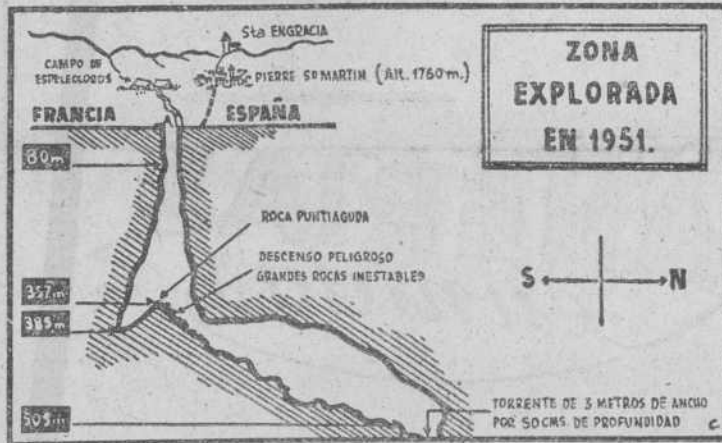 Sta ENGRACIA
CAMPO DE
ESPELEOLOGOS
PIERRE Sn MARTIN (Alt. 1760 m.)
FRANCIA
ESPAÑA
ZONA
EXPLORADA
EN 1951.
80m
ROCA PUNTIAGUDA
DESCENSO PELIGROSO
GRANDES ROCAS INESTABLES
S
N
357m
385m
505m
TORRENTE DE 3 METROS DE ANCHO
POR 50 CMS. DE PROFUNDIDAD